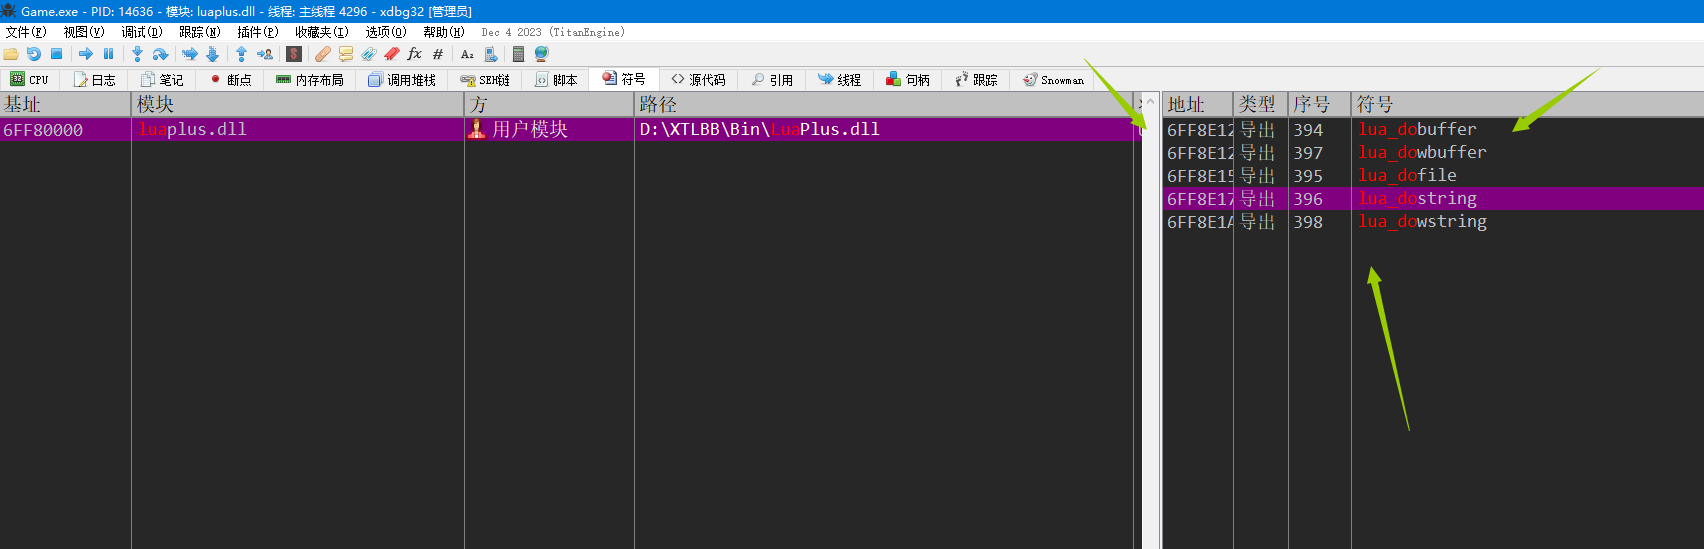 Game.exe - PID: 14636 - 模块: luaplus.dll - 线程: 主线程 4296 - xdbg32 [管理员]
文件(F) 视图(V) 调试(D) 跟踪(N) 插件(P) 收藏夹(I) 选项(O) 帮助(H) Dec 4 2023 (TitanEngine)
CPU 日志 笔记 断点 内存布局 调用堆栈 SEH链 脚本 符号 源代码 引用 线程 句柄 跟踪 Snowman
基址 模块 方 路径 地址 类型 序号 符号
6FF80000 luaplus.dll 用户模块 D:\XTLBB\Bin\LuaPlus.dll
6FF8E12 导出 394 lua_dobuffer
6FF8E12 导出 397 lua_dowbuffer
6FF8E15 导出 395 lua_dofile
6FF8E17 导出 396 lua_dostring
6FF8E1A 导出 398 lua_dowstring